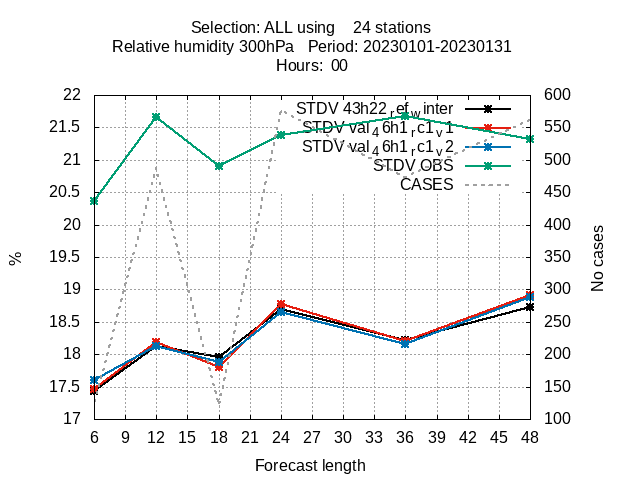 Selection: ALL using    24 stations
Relative humidity 300hPa   Period: 20230101-20230131
Hours:  00
22 600
21.5 550
21 500
20.5 450
20 400
19.5 350
19 300
18.5 250
18 200
17.5 150
17 100
STDV 43h22_ref_winter
STDV val_46h1_rc1_v1
STDV val_46h1_rc1_v2
STDV OBS
CASES
%
No cases
6 9 12 15 18 21 24 27 30 33 36 39 42 45 48
Forecast length